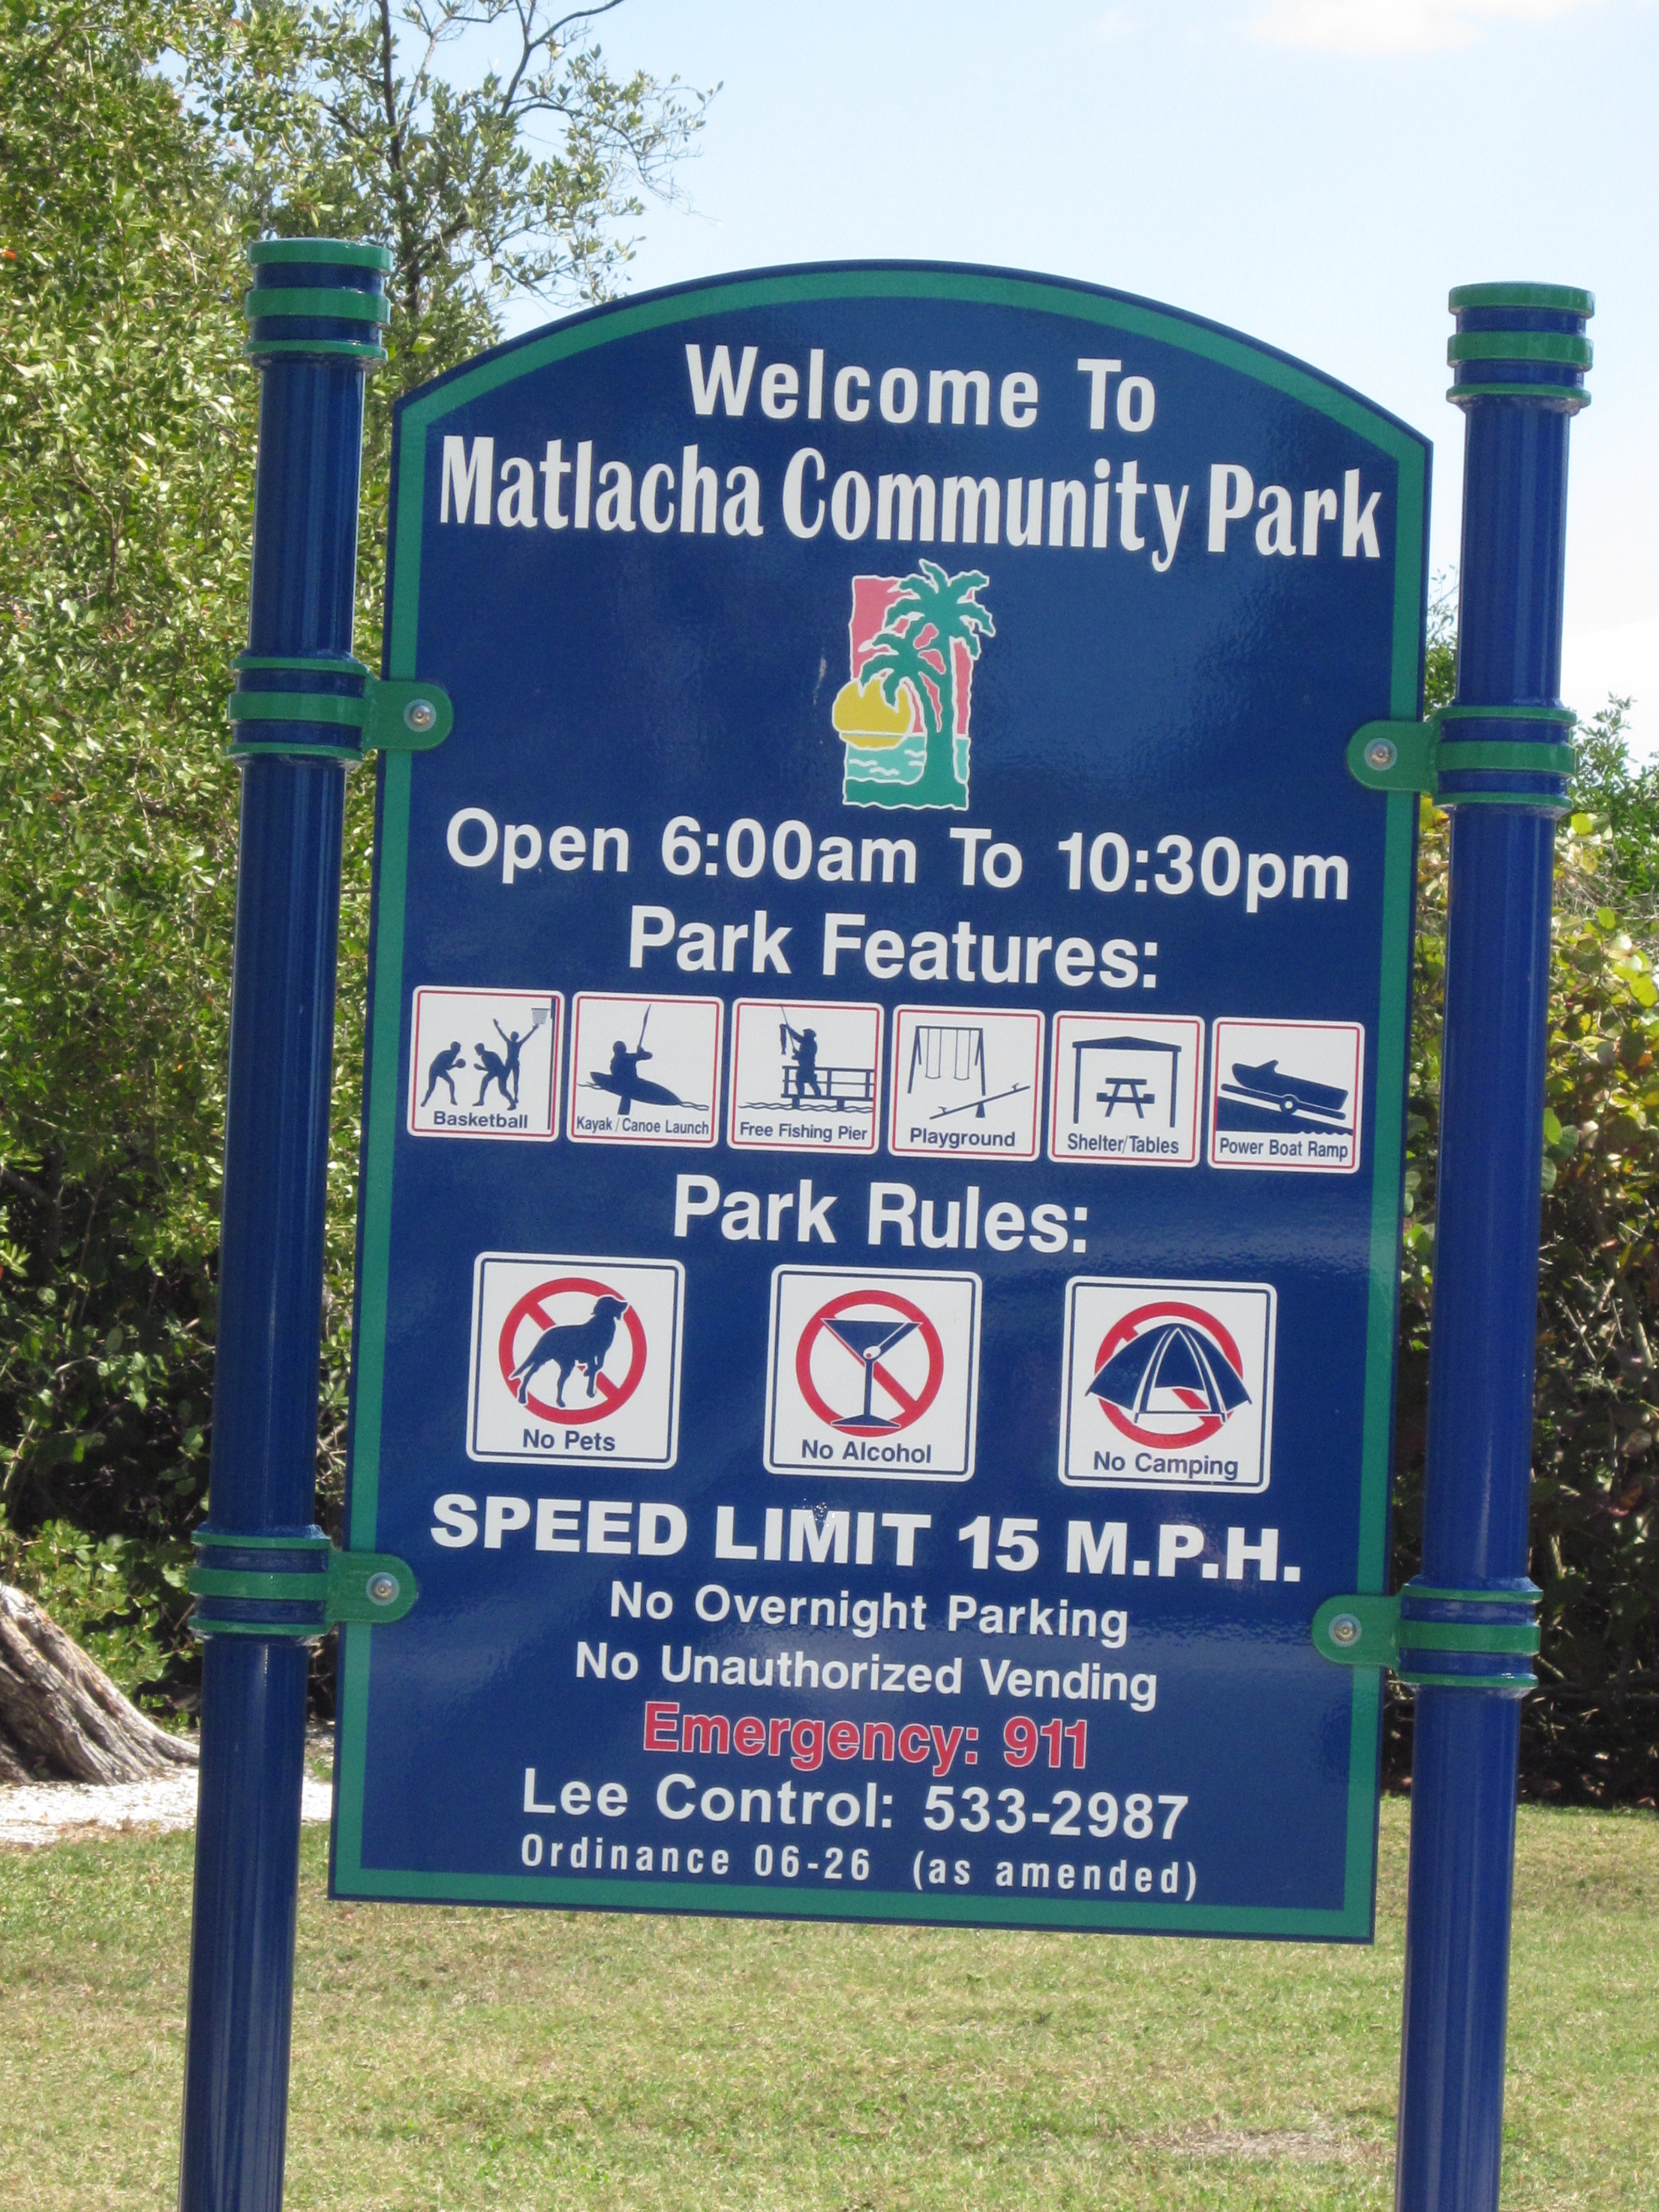 Welcome To
Matlacha Community Park
Open 6:00am To 10:30pm
Park Features:
Basketball
Kayak / Canoe Launch
Free Fishing Pier
Playground
Shelter/Tables
Power Boat Ramp
Park Rules:
No Pets
No Alcohol
No Camping
SPEED LIMIT 15 M.P.H.
No Overnight Parking
No Unauthorized Vending
Emergency: 911
Lee Control: 533-2987
Ordinance 06-26 (as amended)